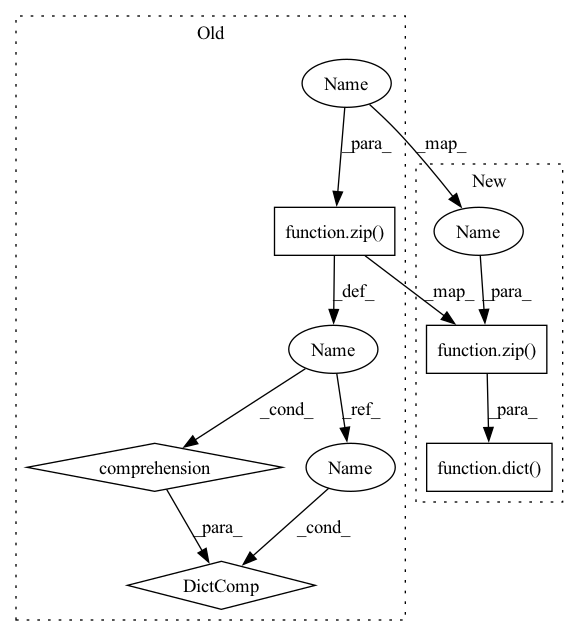 Old
Name
_para_
_map_
New
function.zip()
Name
_def_
_map_
_para_
Name
function.zip()
_cond_
_ref_
_para_
comprehension
Name
function.dict()
_para_
_cond_
DictComp